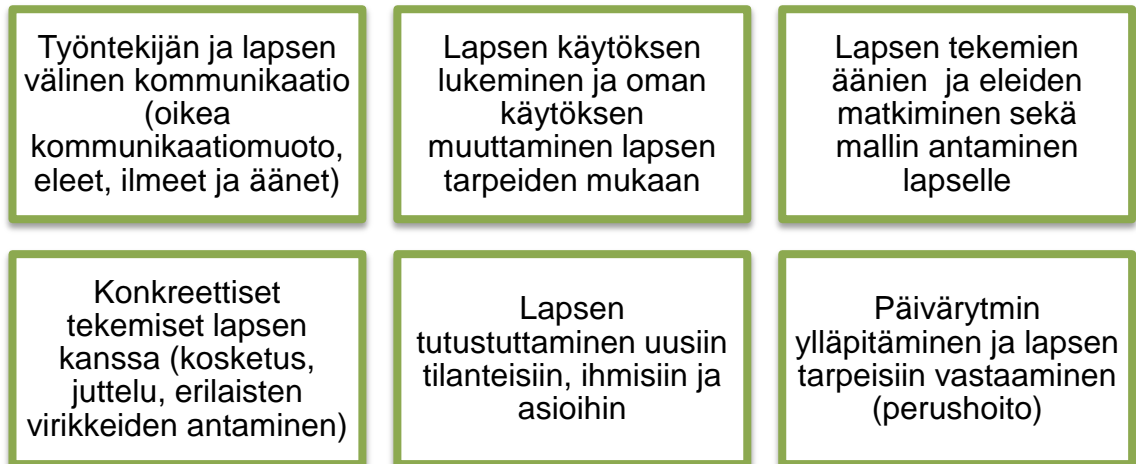 Työntekijän ja lapsen
välinen kommunikaatio
(oikea
kommunikaatiomuoto,
eleet, ilmeet ja äänet)
Lapsen käytöksen
lukeminen ja oman
käytöksen
muuttaminen lapsen
tarpeiden mukaan
Lapsen tekemien
äänien ja eleiden
matkiminen sekä
mallin antaminen
lapselle
Konkreettiset
tekemiset lapsen
kanssa (kosketus,
juttelu, erilaisten
virikkeiden antaminen)
Lapsen
tutustuttaminen uusiin
tilanteisiin, ihmisiin ja
asioihin
Päivärytmin
ylläpitäminen ja lapsen
tarpeisiin vastaaminen
(perushoito)